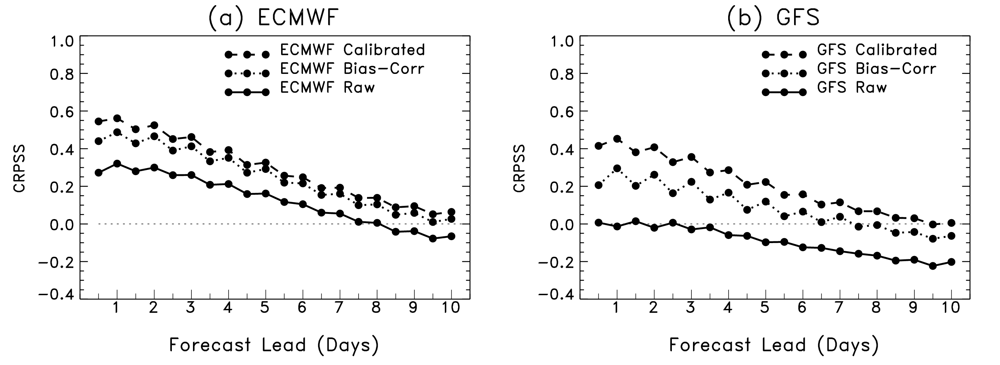 (a) ECMWF
1.0
0.8
0.6
0.4
0.2
0.0
−0.2
−0.4
CRPSS
ECMWF Calibrated
ECMWF Bias−Corr
ECMWF Raw
1 2 3 4 5 6 7 8 9 10
Forecast Lead (Days)
(b) GFS
1.0
0.8
0.6
0.4
0.2
0.0
−0.2
−0.4
CRPSS
GFS Calibrated
GFS Bias−Corr
GFS Raw
1 2 3 4 5 6 7 8 9 10
Forecast Lead (Days)